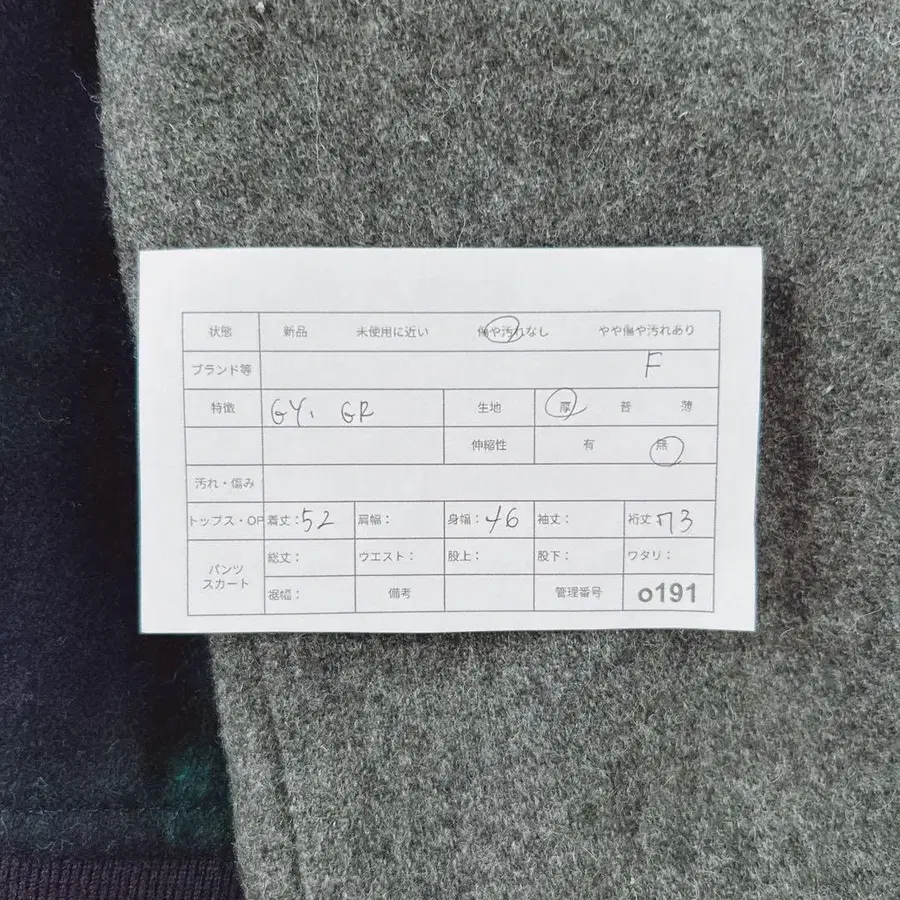 状態 新品 未使用に近い 傷や汚れなし やや傷や汚れあり
ブランド等 F
特徴 GY, GR 生地 厚 普 薄
伸縮性 有 無
汚れ・傷み
トップス・OP 着丈：52 肩幅： 身幅：46 袖丈： 裄丈 73
パンツ スカート 総丈： ウエスト： 股上： 股下： ワタリ：
裾幅： 備考 管理番号 o191